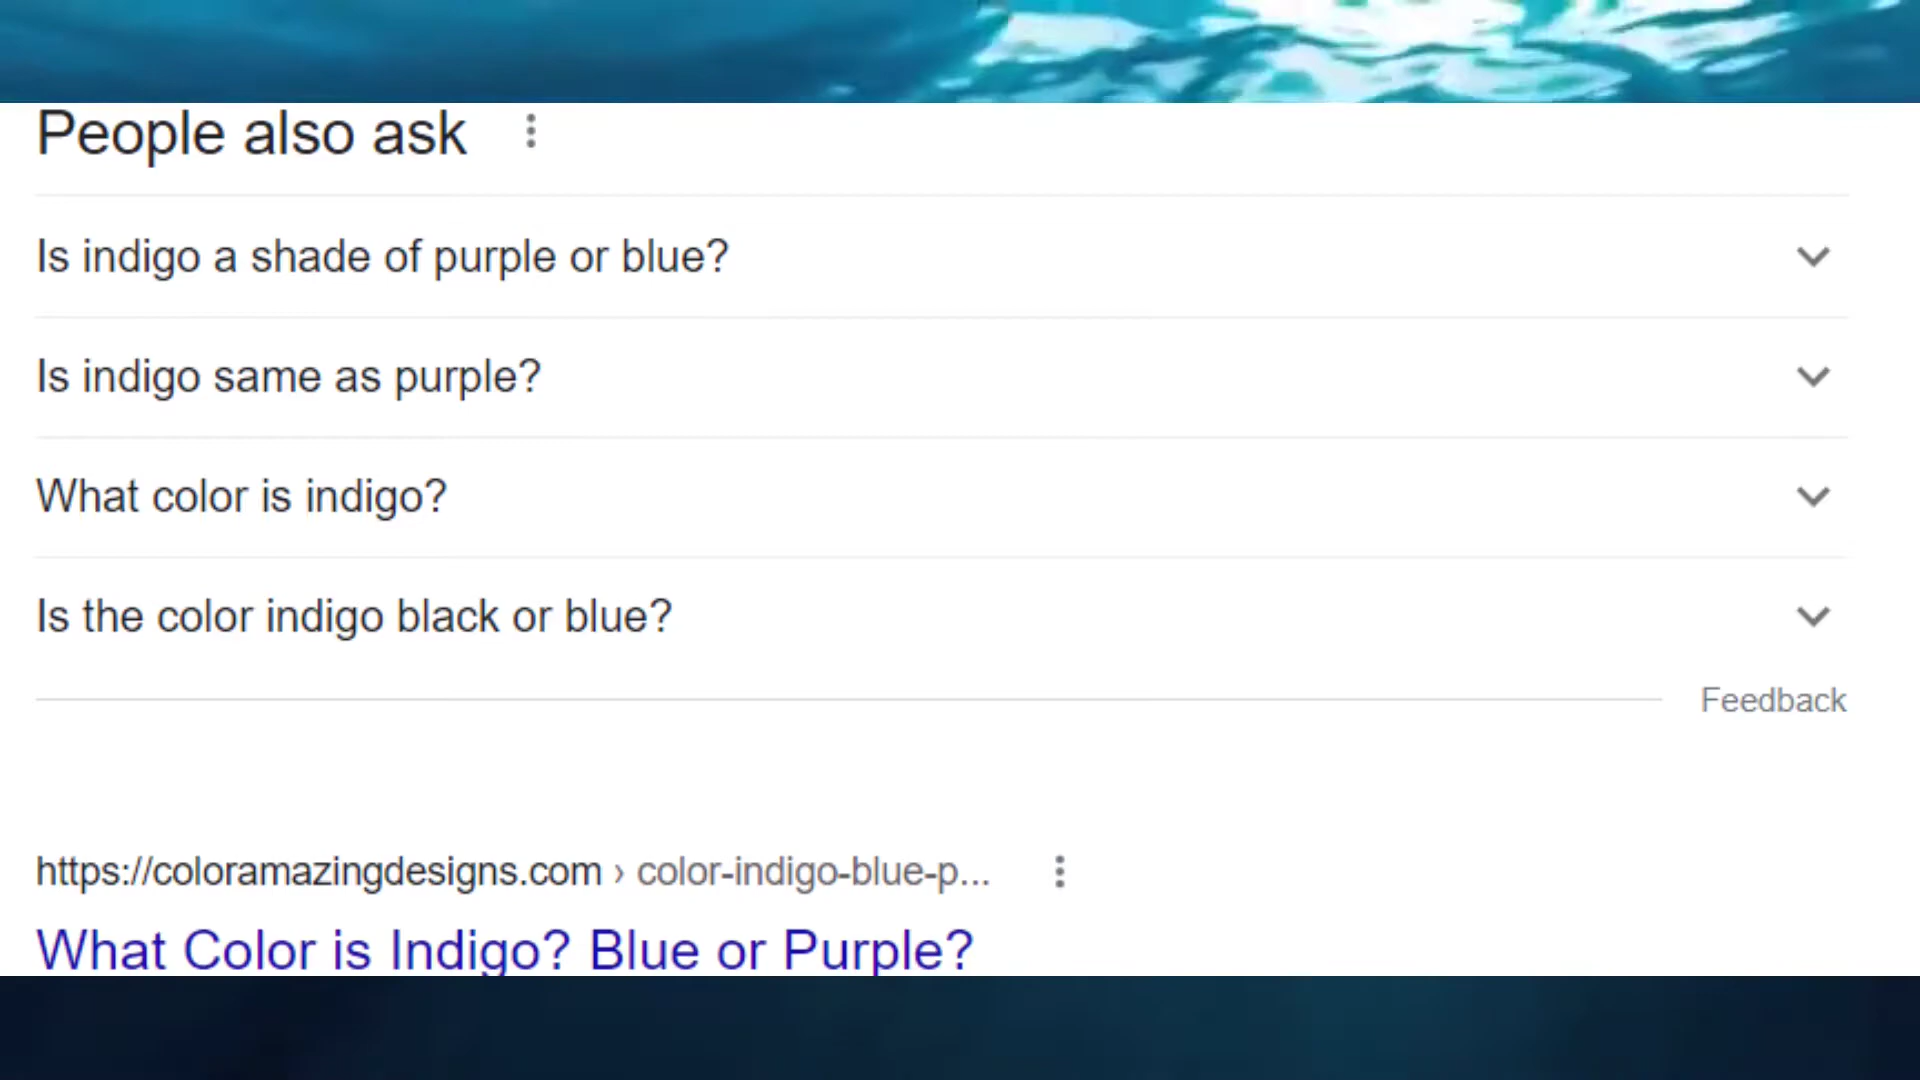 People also ask
Is indigo a shade of purple or blue?
Is indigo same as purple?
What color is indigo?
Is the color indigo black or blue?
Feedback
https://coloramazingdesigns.com › color-indigo-blue-p...
What Color is Indigo? Blue or Purple?